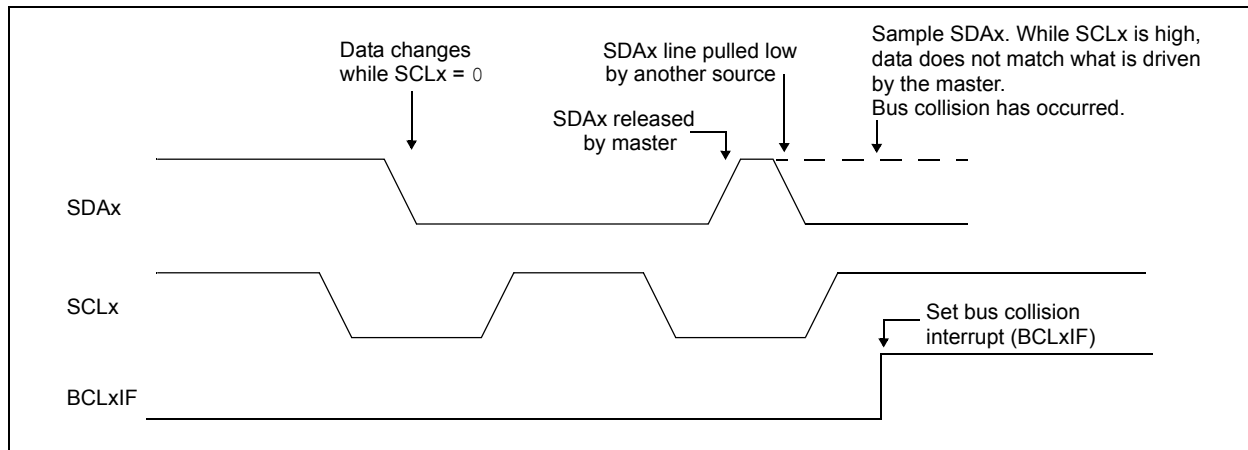 Data changes
while SCLx = 0
SDAx line pulled low
by another source
SDAx released
by master
Sample SDAx. While SCLx is high,
data does not match what is driven
by the master.
Bus collision has occurred.
SDAx
SCLx
Set bus collision
interrupt (BCLxIF)
BCLxIF